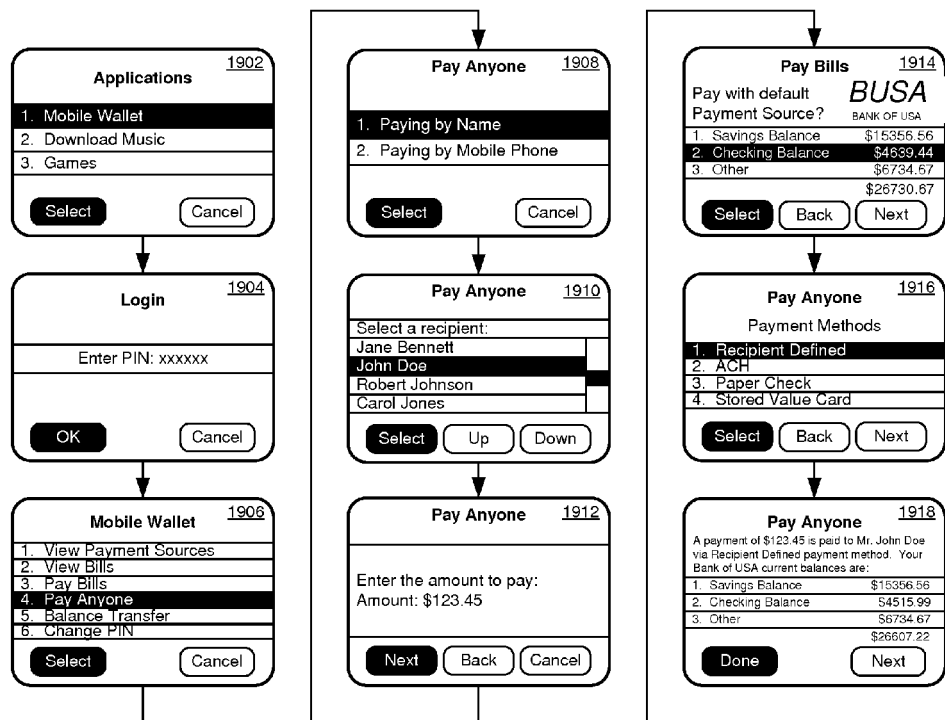 1902
Applications
1. Mobile Wallet
2. Download Music
3. Games
Select Cancel
1904
Login
Enter PIN: xxxxxx
OK Cancel
1906
Mobile Wallet
1. View Payment Sources
2. View Bills
3. Pay Bills
4. Pay Anyone
5. Balance Transfer
6. Change PIN
Select Cancel
Pay Anyone 1908
1. Paying by Name
2. Paying by Mobile Phone
Select Cancel
Pay Anyone 1910
Select a recipient:
Jane Bennett
John Doe
Robert Johnson
Carol Jones
Select Up Down
Pay Anyone 1912
Enter the amount to pay:
Amount: $123.45
Next Back Cancel
Pay Bills 1914
Pay with default BUSA
Payment Source? BANK OF USA
1. Savings Balance $15356.56
2. Checking Balance $4639.44
3. Other $6734.67
$26730.67
Select Back Next
Pay Anyone 1916
Payment Methods
1. Recipient Defined
2. ACH
3. Paper Check
4. Stored Value Card
Select Back Next
Pay Anyone 1918
A payment of $123.45 is paid to Mr. John Doe
via Recipient Defined payment method. Your
Bank of USA current balances are:
1. Savings Balance $15356.56
2. Checking Balance $4515.99
3. Other $6734.67
$26607.22
Done Next